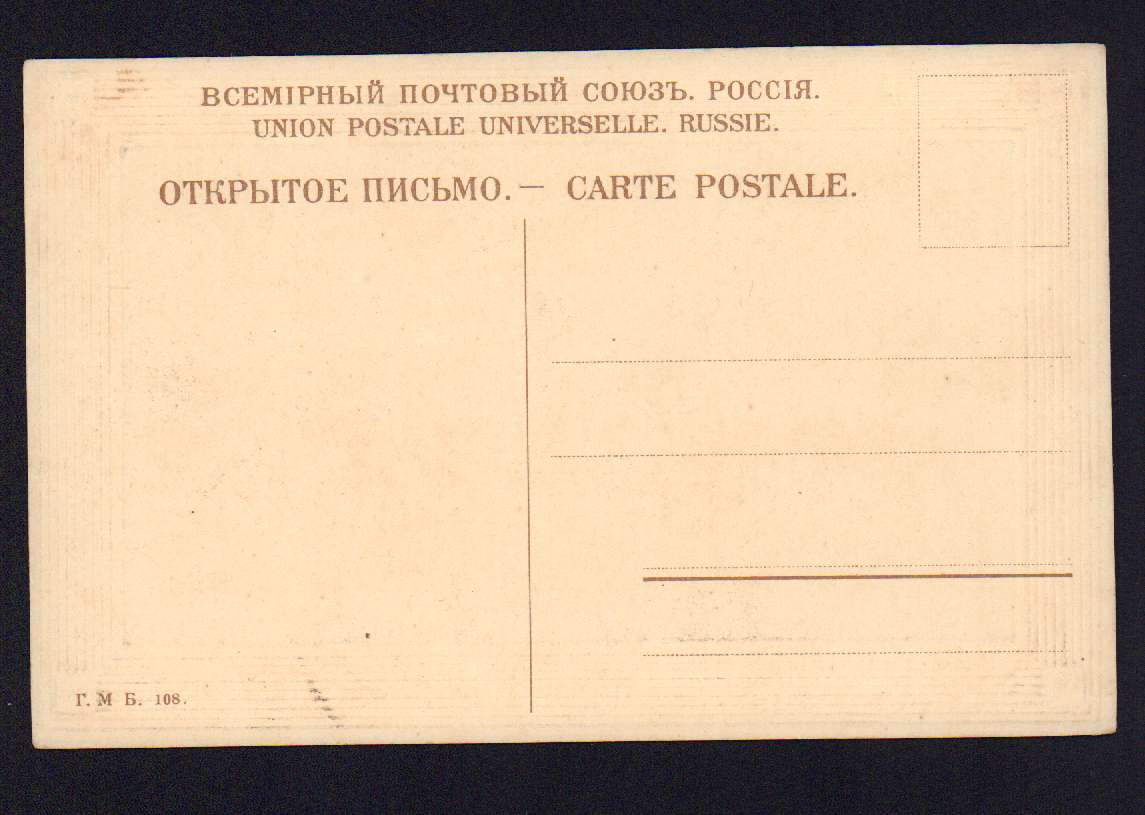 ВСЕМІРНЫЙ ПОЧТОВЫЙ СОЮЗЪ. РОССІЯ.
UNION POSTALE UNIVERSELLE. RUSSIE.
ОТКРЫТОЕ ПИСЬМО. — CARTE POSTALE.
Г. М Б. 108.